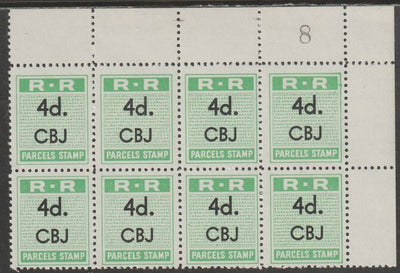 8
R·R R·R R·R R·R
4d. 4d. 4d. 4d.
CBJ CBJ CBJ CBJ
PARCELS STAMP PARCELS STAMP PARCELS STAMP PARCELS STAMP
R·R R·R R·R R·R
4d. 4d. 4d. 4d.
CBJ CBJ CBJ CBJ
PARCELS STAMP PARCELS STAMP PARCELS STAMP PARCELS STAMP